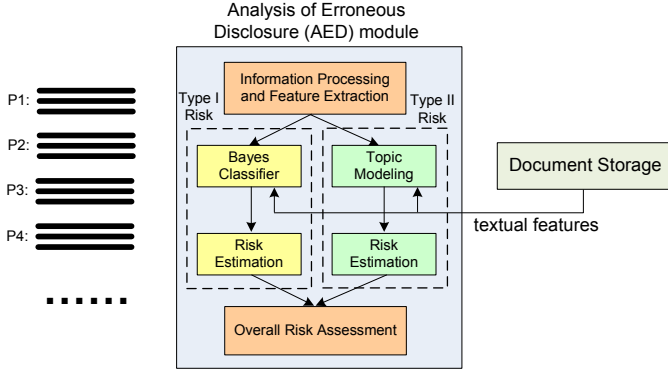 Analysis of Erroneous
Disclosure (AED) module
P1:
P2:
P3:
P4:
......
Information Processing
and Feature Extraction
Type I
Risk
Type II
Risk
Bayes
Classifier
Topic
Modeling
Risk
Estimation
Risk
Estimation
Overall Risk Assessment
Document Storage
textual features